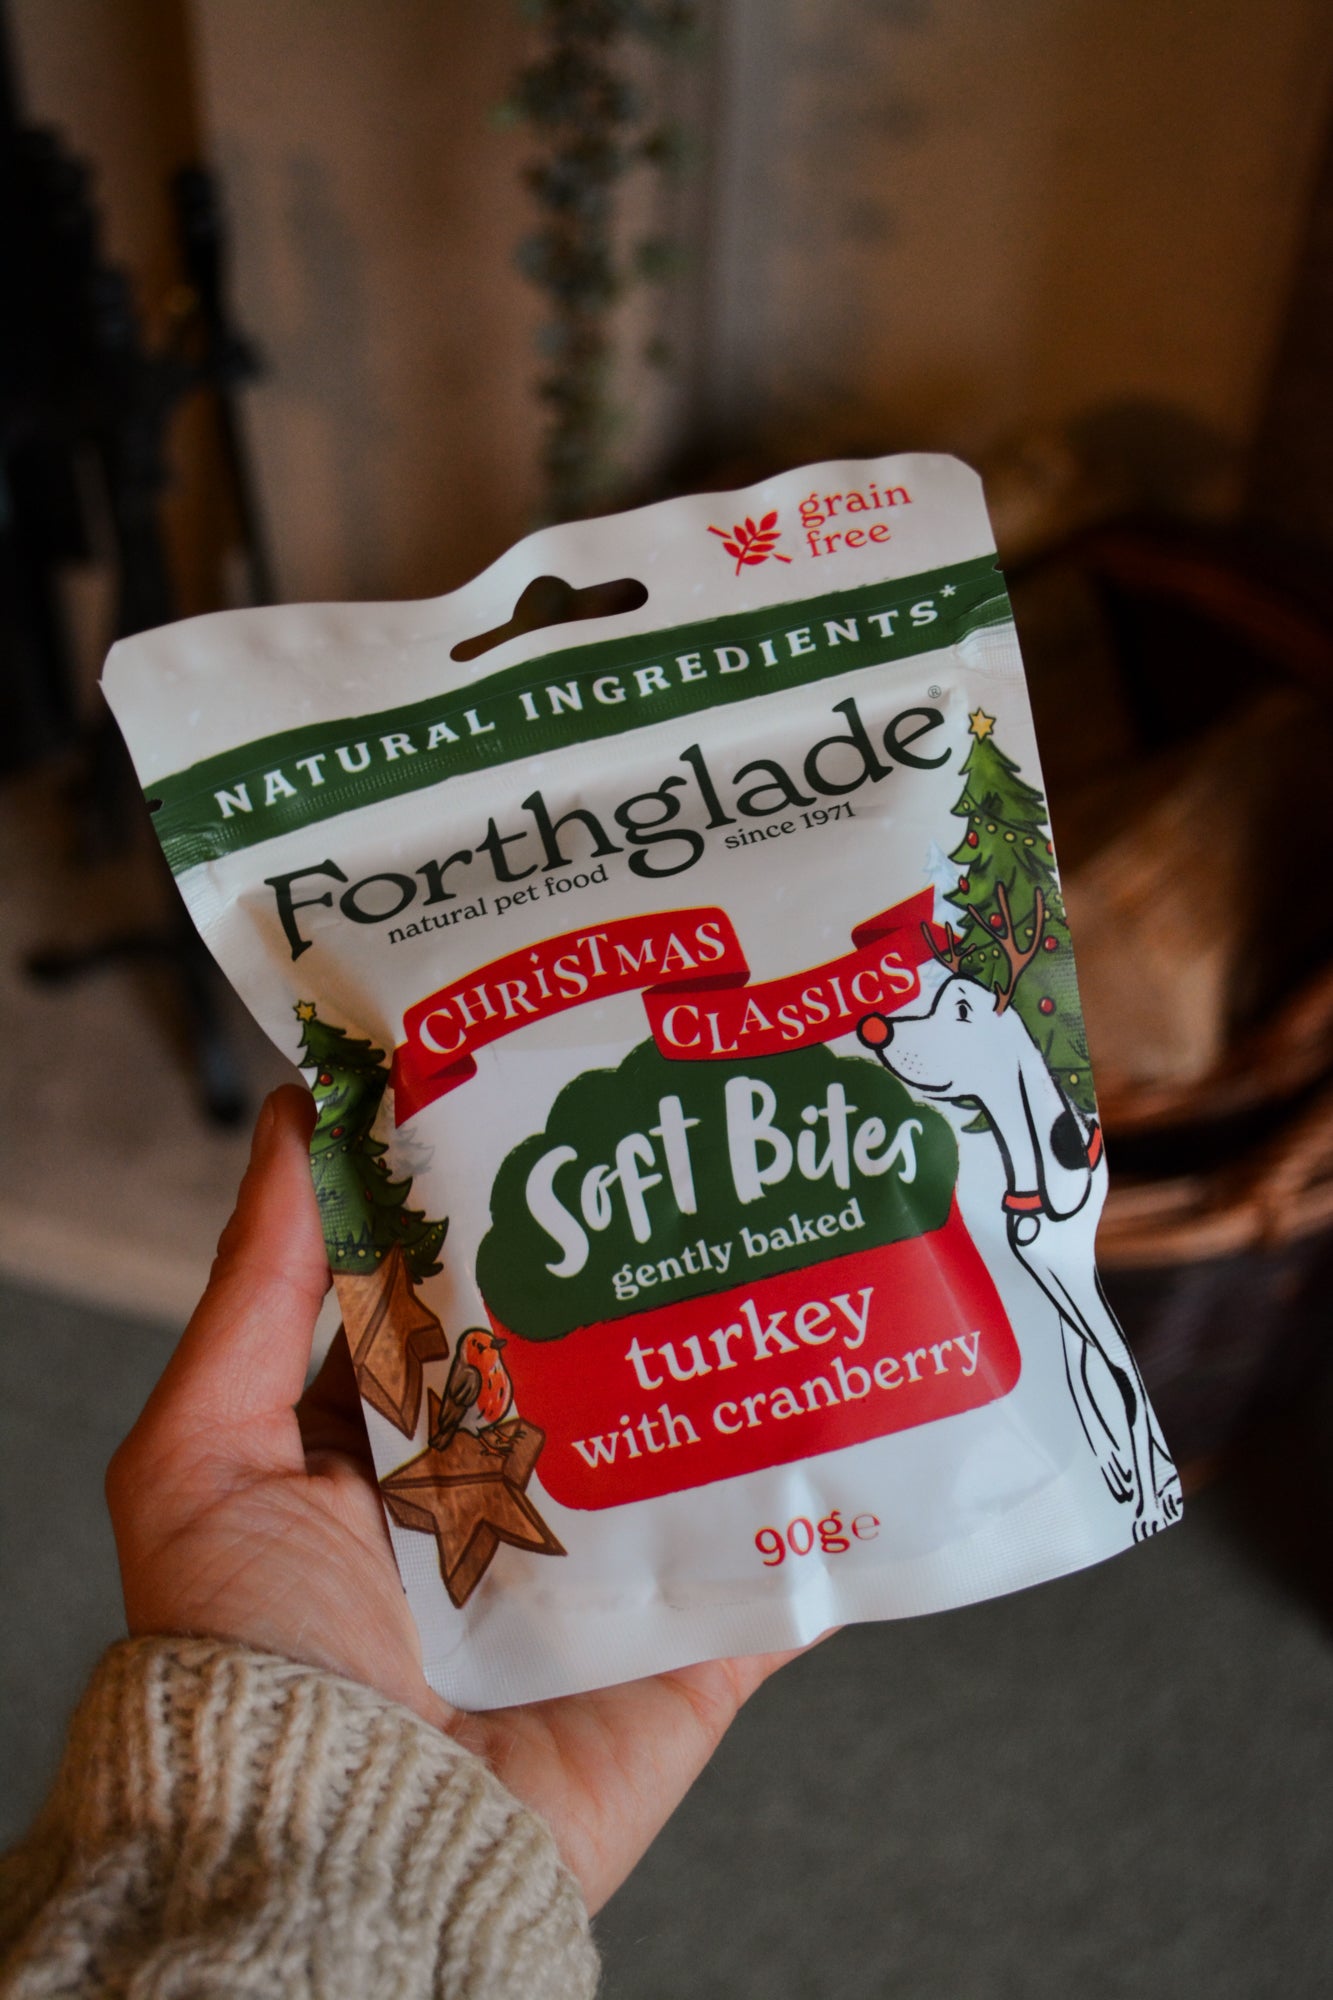 grain
free
NATURAL INGREDIENTS*
Forthglade®
natural pet food since 1971
CHRiSTMAS
CLASSICS
Soft Bites
gently baked
turkey
with cranberry
90g℮